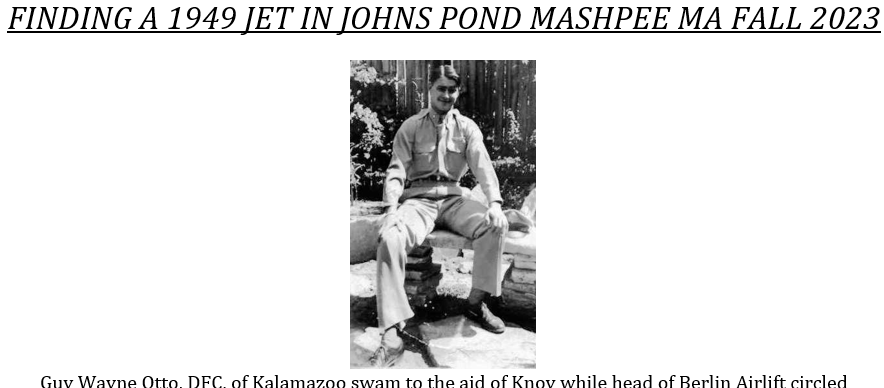 FINDING A 1949 JET IN JOHNS POND MASHPEE MA FALL 2023
Guy Wayne Otto, DFC, of Kalamazoo swam to the aid of Knoy while head of Berlin Airlift circled